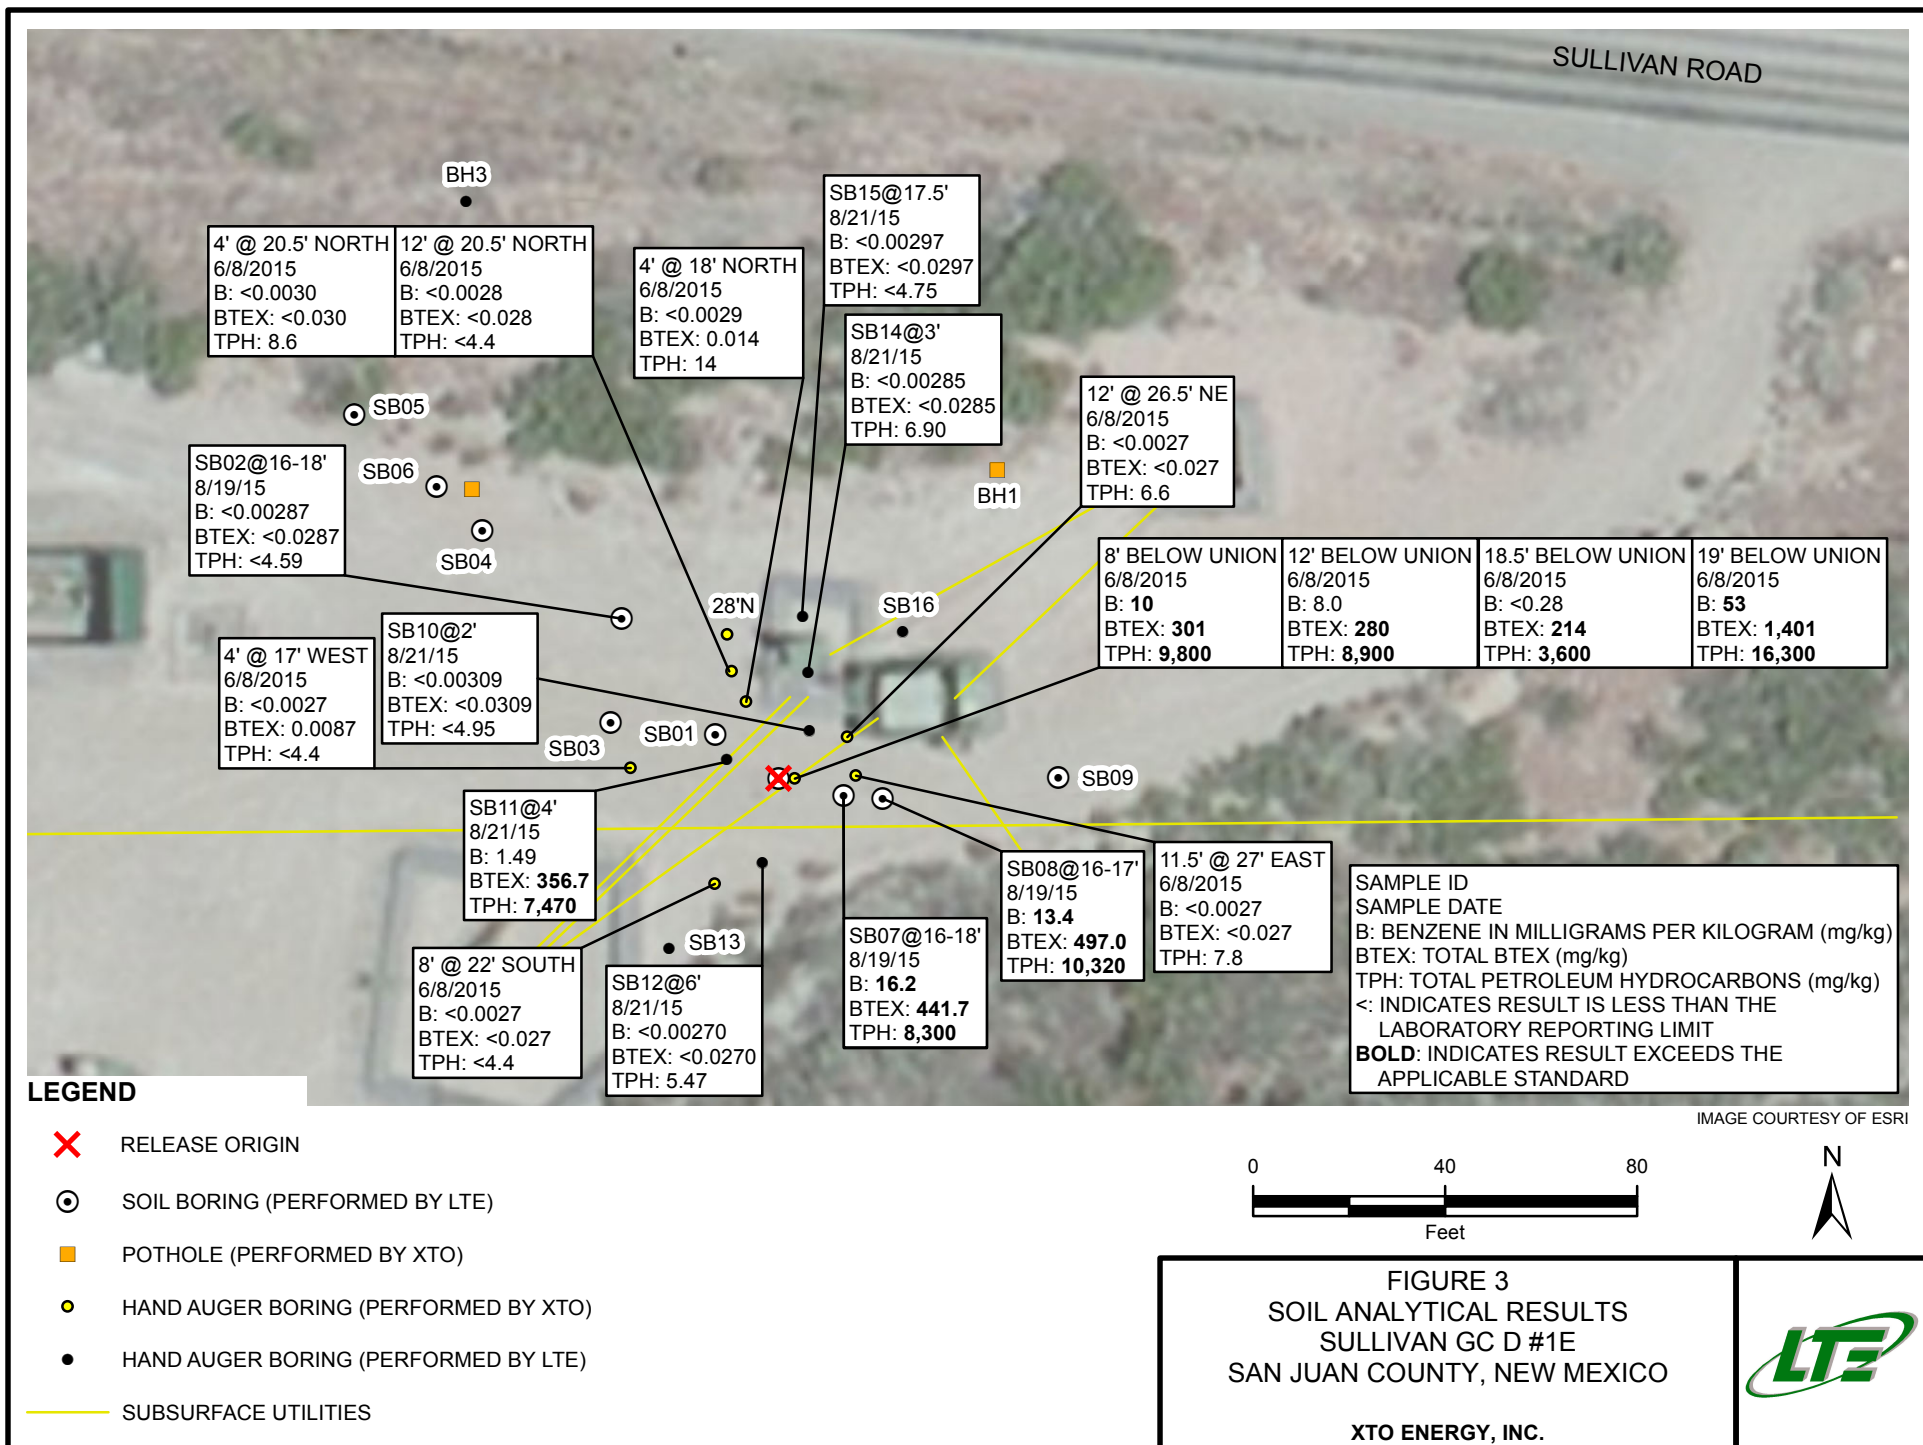 SULLIVAN ROAD
BH3
4' @ 20.5' NORTH
6/8/2015
B: <0.0030
BTEX: <0.030
TPH: 8.6
12' @ 20.5' NORTH
6/8/2015
B: <0.0028
BTEX: <0.028
TPH: <4.4
4' @ 18' NORTH
6/8/2015
B: <0.0029
BTEX: 0.014
TPH: 14
SB15@17.5'
8/21/15
B: <0.00297
BTEX: <0.0297
TPH: <4.75
SB14@3'
8/21/15
B: <0.00285
BTEX: <0.0285
TPH: 6.90
12' @ 26.5' NE
6/8/2015
B: <0.0027
BTEX: <0.027
TPH: 6.6
SB05
SB02@16-18'
8/19/15
B: <0.00287
BTEX: <0.0287
TPH: <4.59
SB06
SB04
BH1
8' BELOW UNION
6/8/2015
B: 10
BTEX: 301
TPH: 9,800
12' BELOW UNION
6/8/2015
B: 8.0
BTEX: 280
TPH: 8,900
18.5' BELOW UNION
6/8/2015
B: <0.28
BTEX: 214
TPH: 3,600
19' BELOW UNION
6/8/2015
B: 53
BTEX: 1,401
TPH: 16,300
28'N
SB16
4' @ 17' WEST
6/8/2015
B: <0.0027
BTEX: 0.0087
TPH: <4.4
SB10@2'
8/21/15
B: <0.00309
BTEX: <0.0309
TPH: <4.95
SB03
SB01
SB09
SB11@4'
8/21/15
B: 1.49
BTEX: 356.7
TPH: 7,470
SB13
8' @ 22' SOUTH
6/8/2015
B: <0.0027
BTEX: <0.027
TPH: <4.4
SB12@6'
8/21/15
B: <0.00270
BTEX: <0.0270
TPH: 5.47
SB07@16-18'
8/19/15
B: 16.2
BTEX: 441.7
TPH: 8,300
SB08@16-17'
8/19/15
B: 13.4
BTEX: 497.0
TPH: 10,320
11.5' @ 27' EAST
6/8/2015
B: <0.0027
BTEX: <0.027
TPH: 7.8
SAMPLE ID
SAMPLE DATE
B: BENZENE IN MILLIGRAMS PER KILOGRAM (mg/kg)
BTEX: TOTAL BTEX (mg/kg)
TPH: TOTAL PETROLEUM HYDROCARBONS (mg/kg)
<: INDICATES RESULT IS LESS THAN THE
LABORATORY REPORTING LIMIT
BOLD: INDICATES RESULT EXCEEDS THE
APPLICABLE STANDARD
IMAGE COURTESY OF ESRI
LEGEND
RELEASE ORIGIN
SOIL BORING (PERFORMED BY LTE)
POTHOLE (PERFORMED BY XTO)
HAND AUGER BORING (PERFORMED BY XTO)
HAND AUGER BORING (PERFORMED BY LTE)
SUBSURFACE UTILITIES
0 40 80
Feet
N
FIGURE 3
SOIL ANALYTICAL RESULTS
SULLIVAN GC D #1E
SAN JUAN COUNTY, NEW MEXICO
XTO ENERGY, INC.
LTE